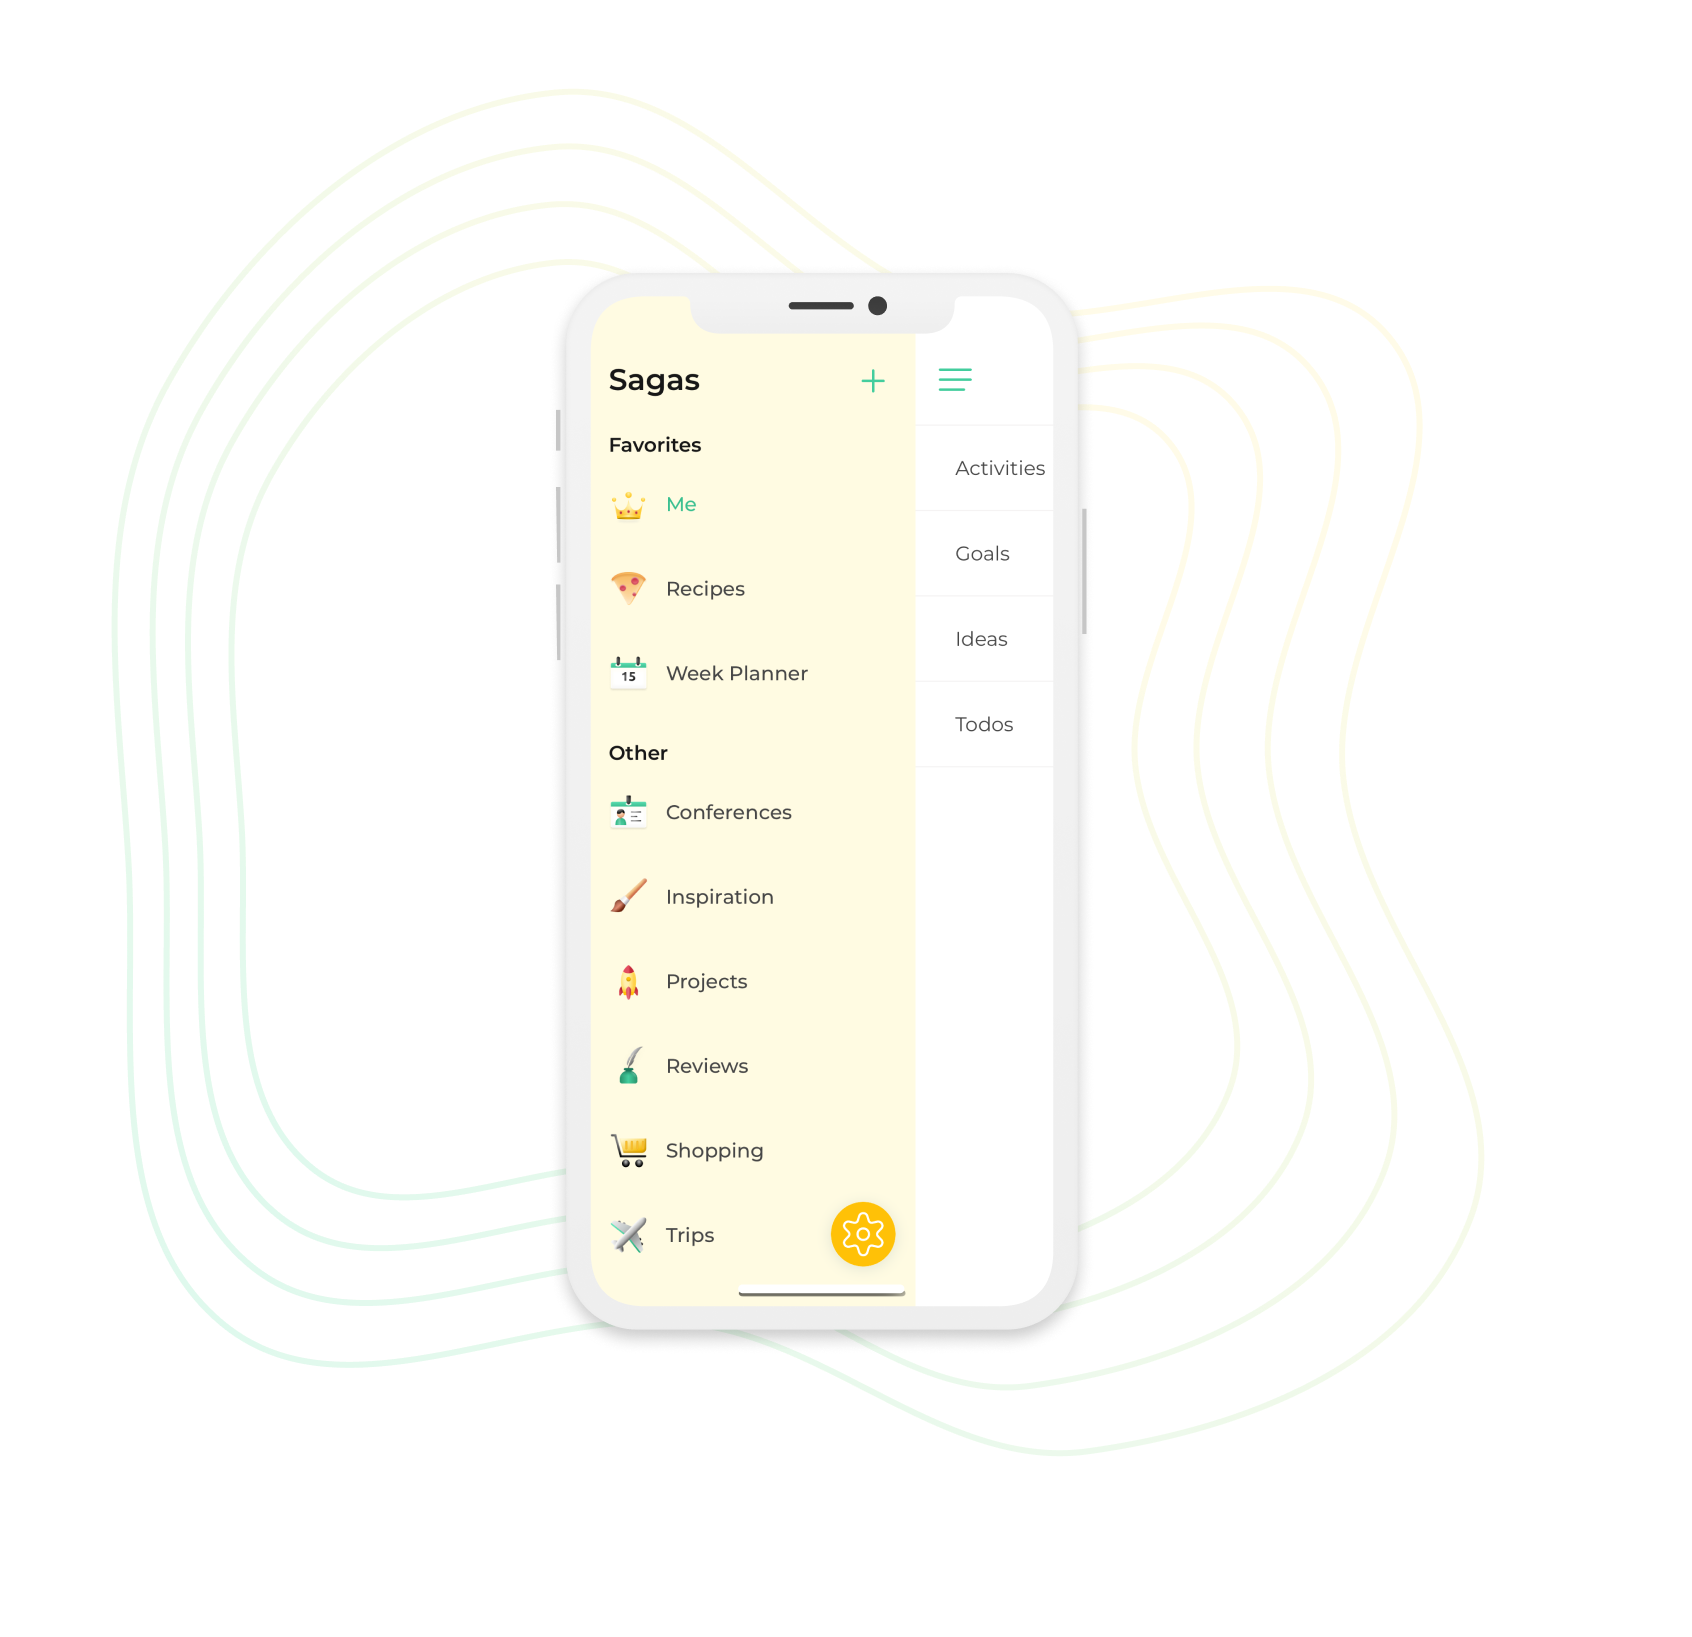 Sagas
Favorites
Me
Recipes
15
Week Planner
Other
Conferences
Inspiration
Projects
Reviews
Shopping
Trips
Activities
Goals
Ideas
Todos